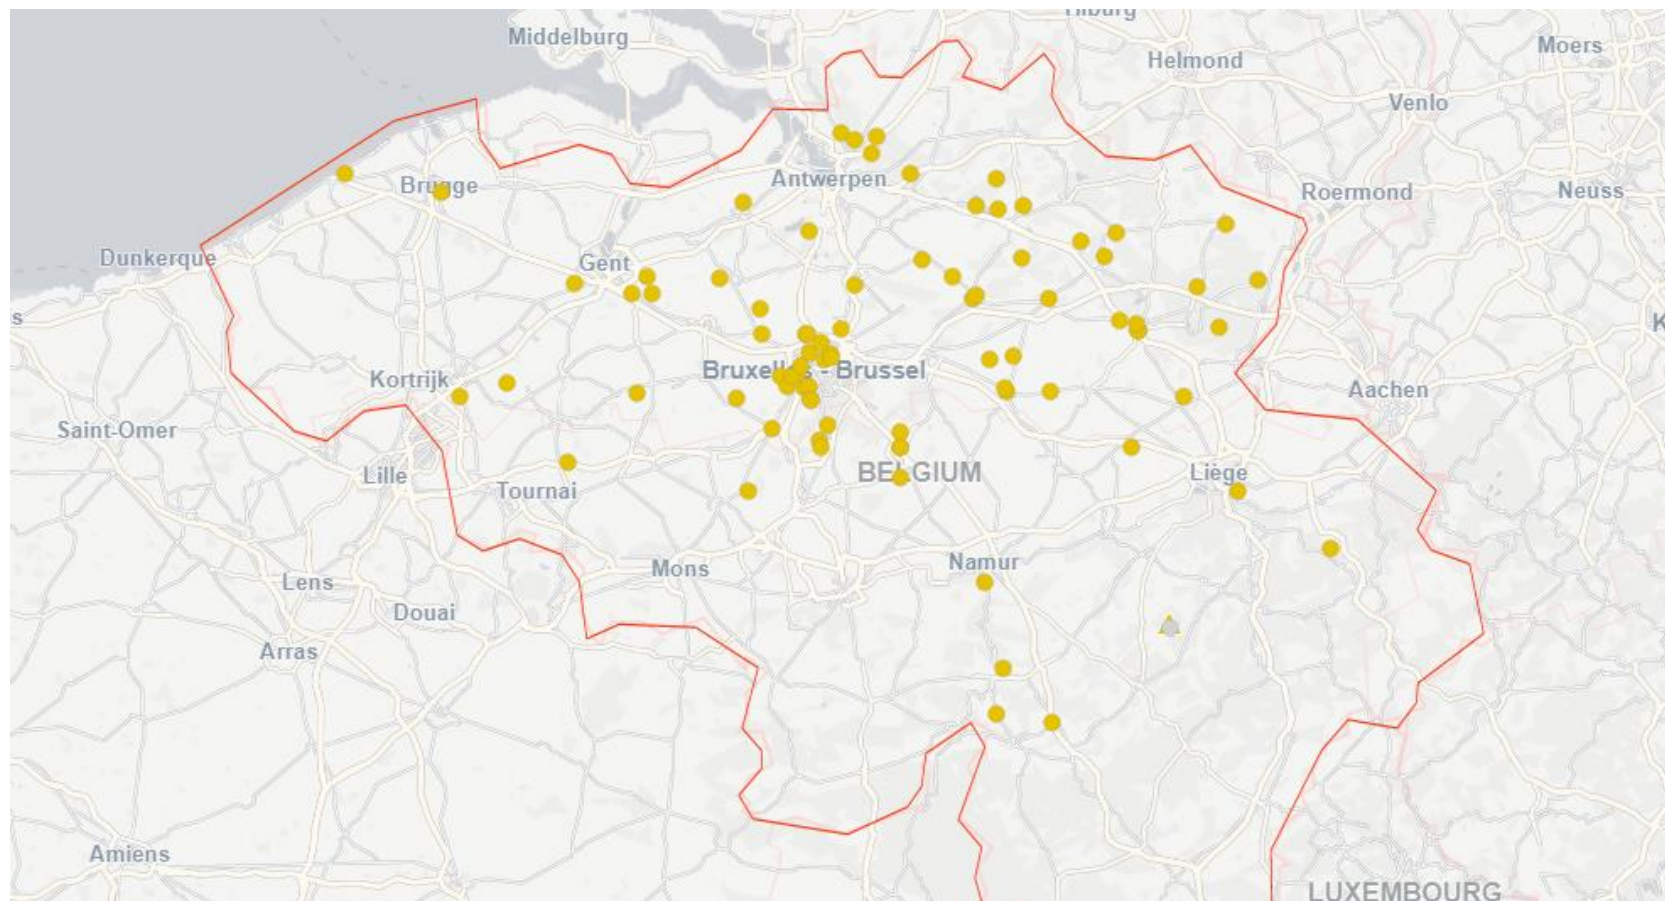 Middelburg
Helmond
Moers
Venlo
Brugge
Antwerpen
Roermond
Neuss
Dunkerque
Gent
s
K
Kortrijk
Bruxelles - Brussel
Aachen
Saint-Omer
Lille
Tournai
BELGIUM
Liège
Lens
Mons
Namur
Douai
Arras
Amiens
LUXEMBOURG